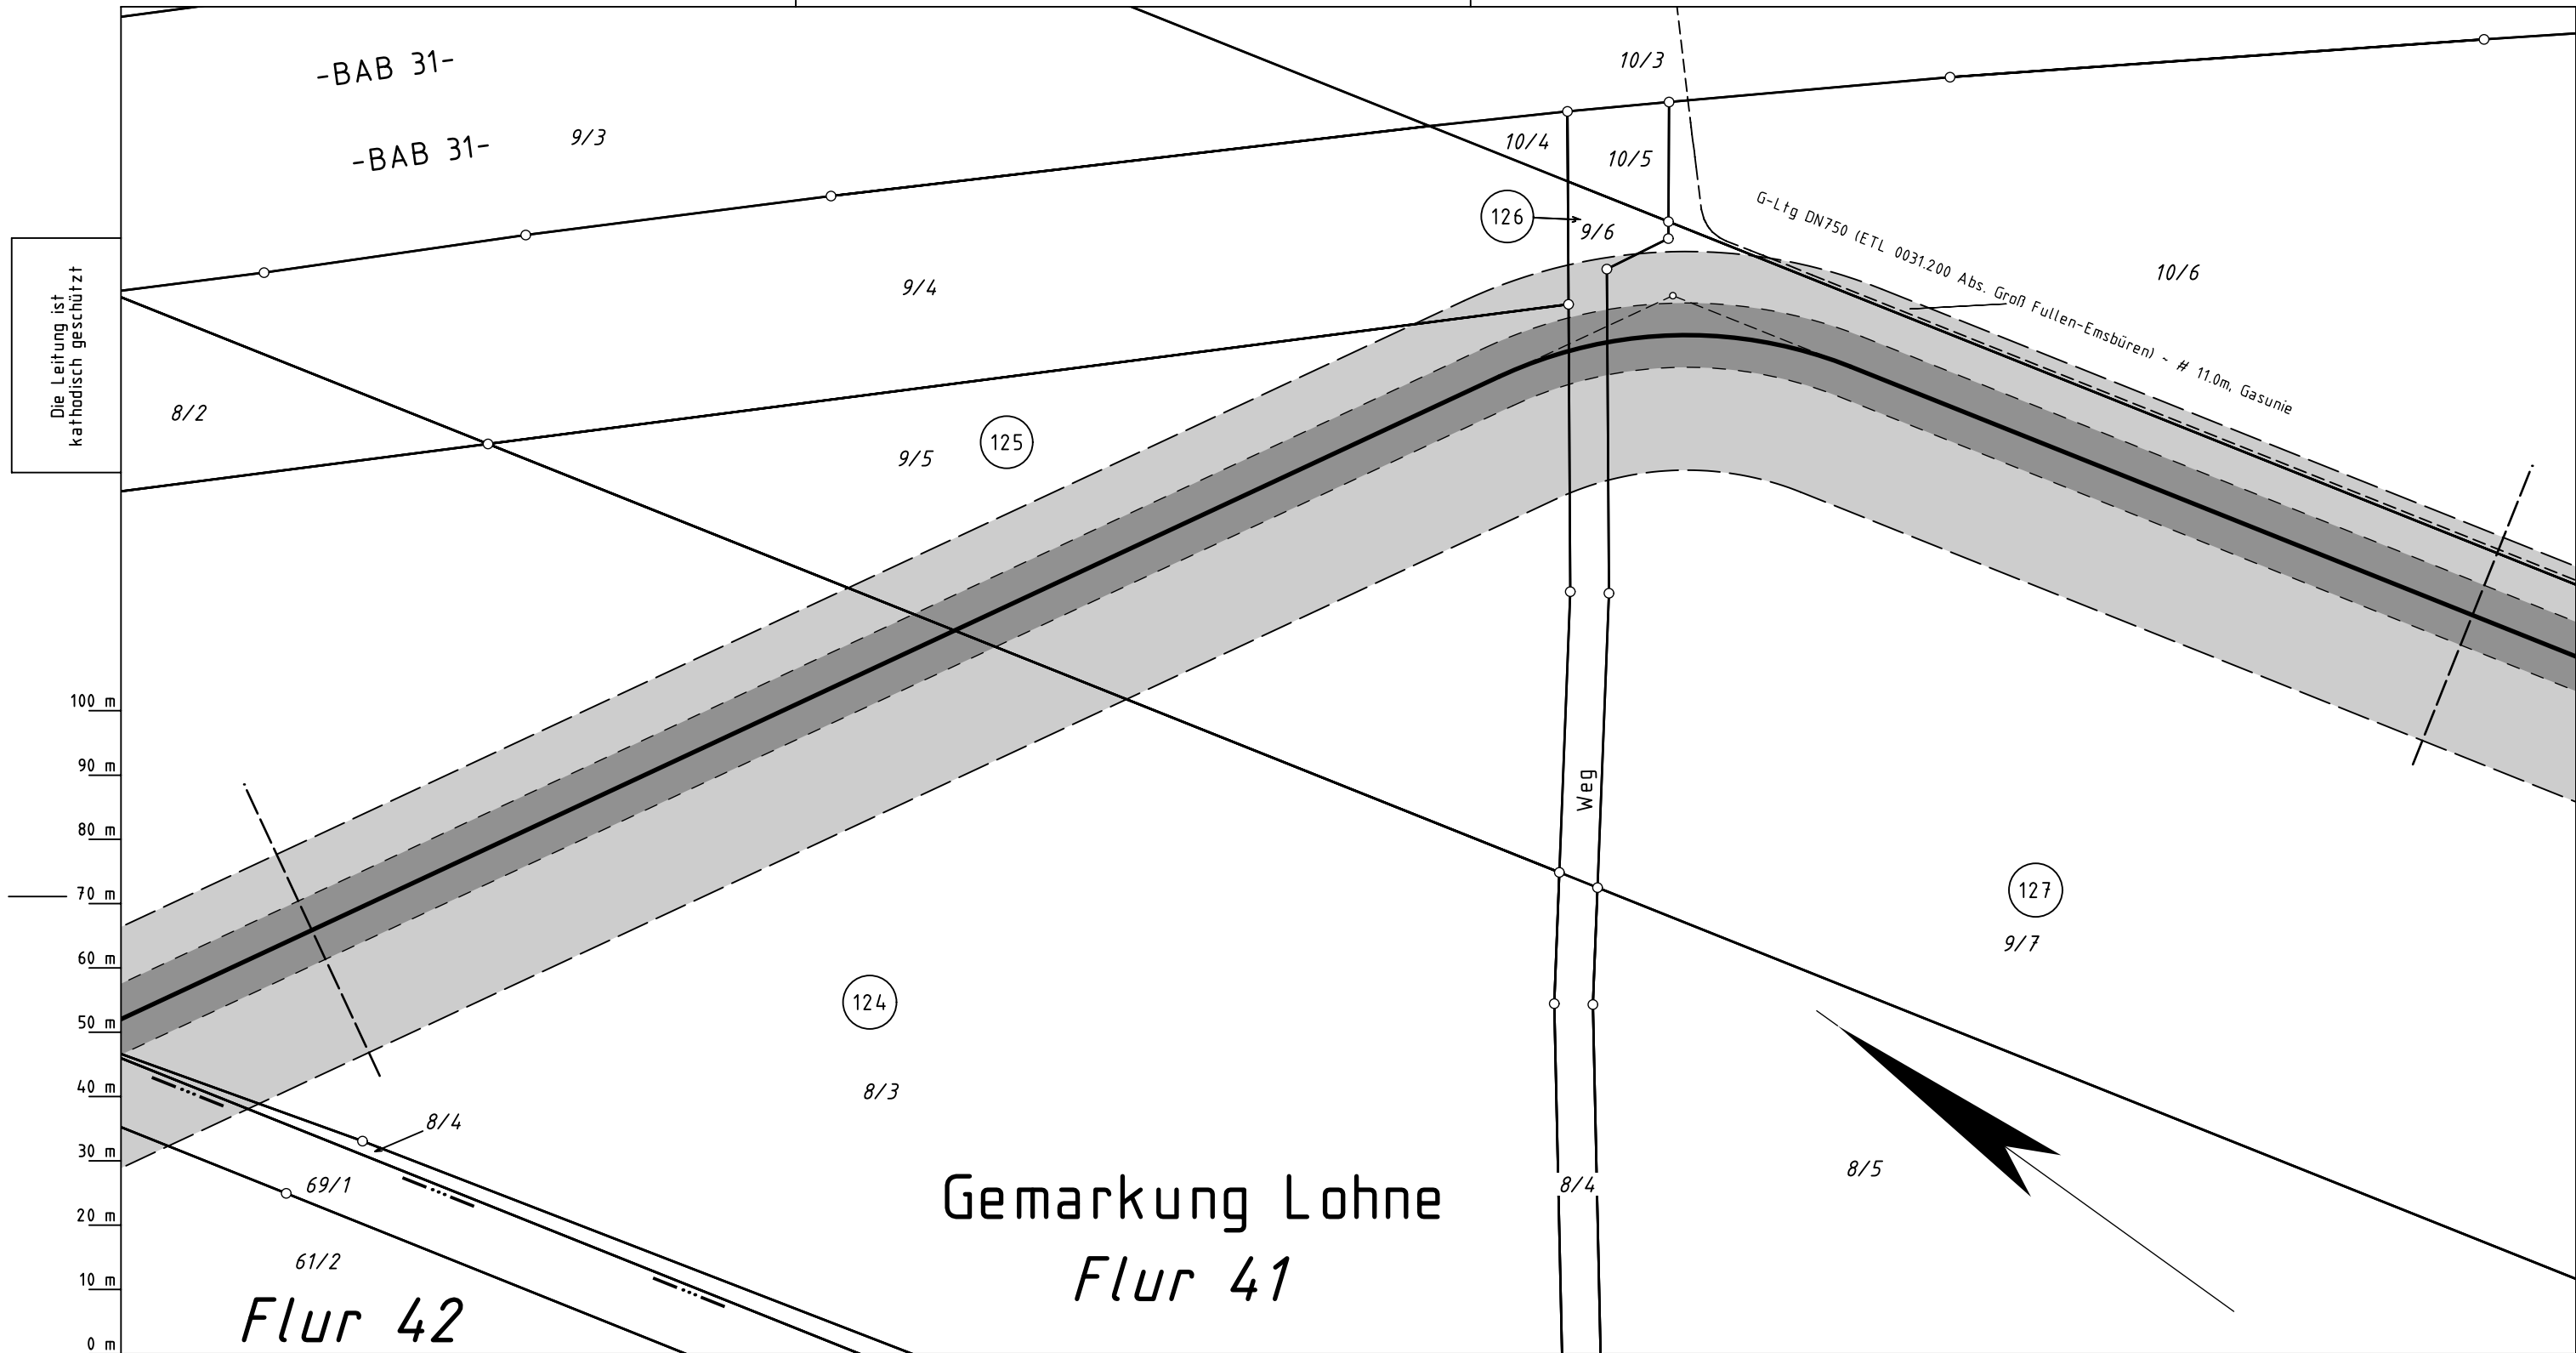 -BAB 31-
10/3
-BAB 31-
9/3
10/4
10/5
126
9/6
G-Ltg DN750 (ETL 0031.200 Abs. Groß Fullen-Emsbüren) - # 11.0m, Gasunie
10/6
9/4
Die Leitung ist
kathodisch geschützt
8/2
125
9/5
100 m
90 m
80 m
70 m
60 m
50 m
40 m
30 m
20 m
10 m
0 m
Weg
127
9/7
124
8/3
8/4
69/1
8/5
8/4
Gemarkung Lohne
Flur 41
61/2
Flur 42